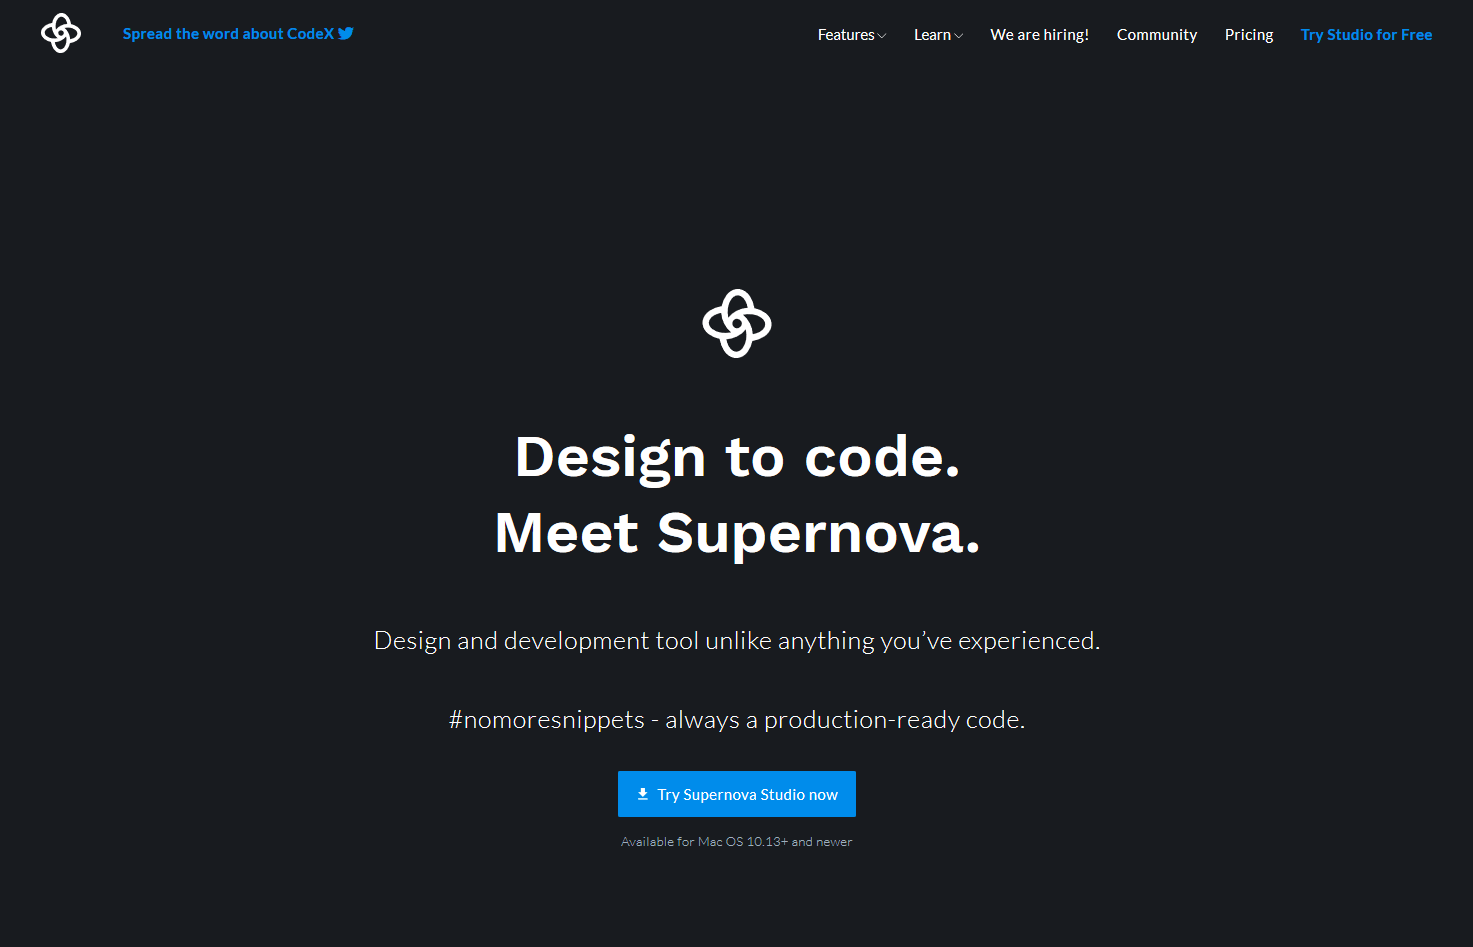 Spread the word about CodeX
Features
Learn
We are hiring!
Community
Pricing
Try Studio for Free
Design to code.
Meet Supernova.
Design and development tool unlike anything you’ve experienced.
#nomoresnippets - always a production-ready code.
Try Supernova Studio now
Available for Mac OS 10.13+ and newer